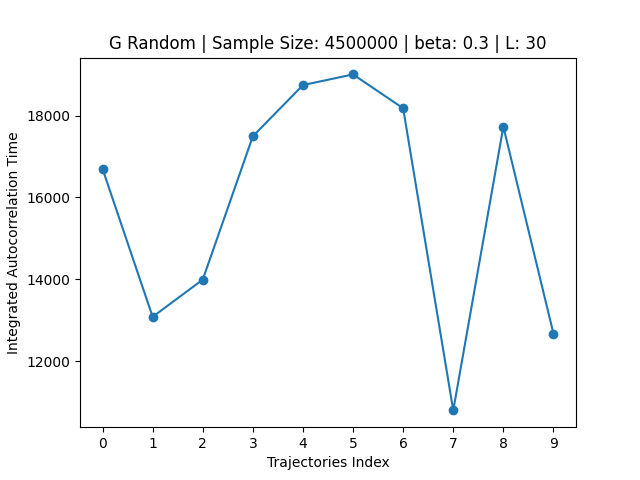 G Random | Sample Size: 4500000 | beta: 0.3 | L: 30
Integrated Autocorrelation Time
18000
16000
14000
12000
0 1 2 3 4 5 6 7 8 9
Trajectories Index